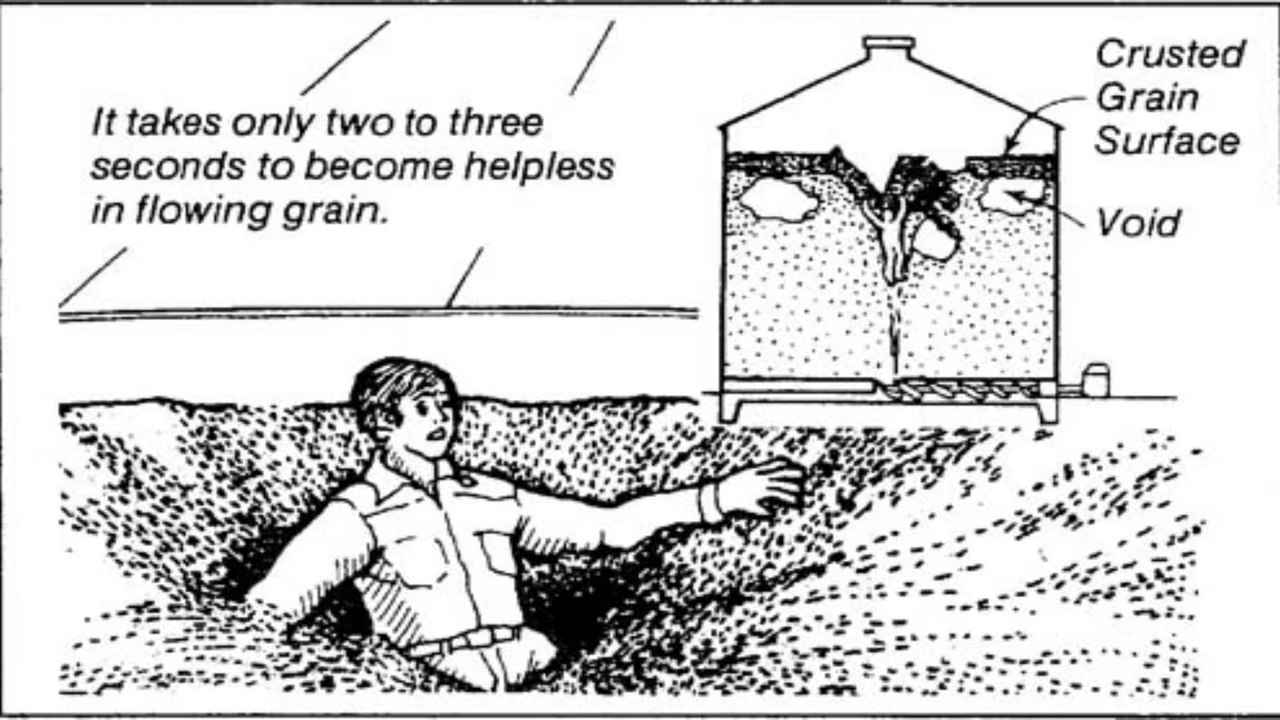 It takes only two to three
seconds to become helpless
in flowing grain.
Crusted
Grain
Surface
Void